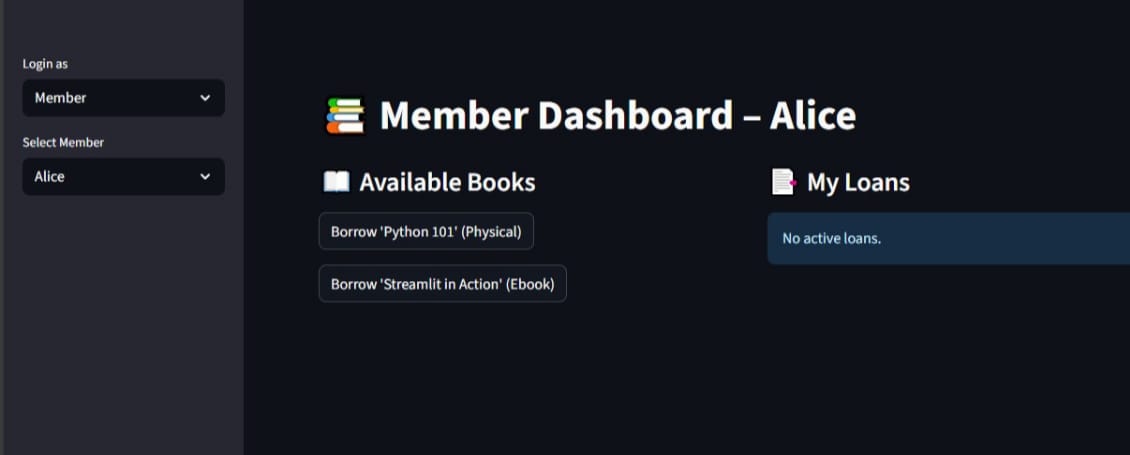 Login as
Member
Select Member
Alice
📚 Member Dashboard – Alice
📖 Available Books
Borrow 'Python 101' (Physical)
Borrow 'Streamlit in Action' (Ebook)
📑 My Loans
No active loans.